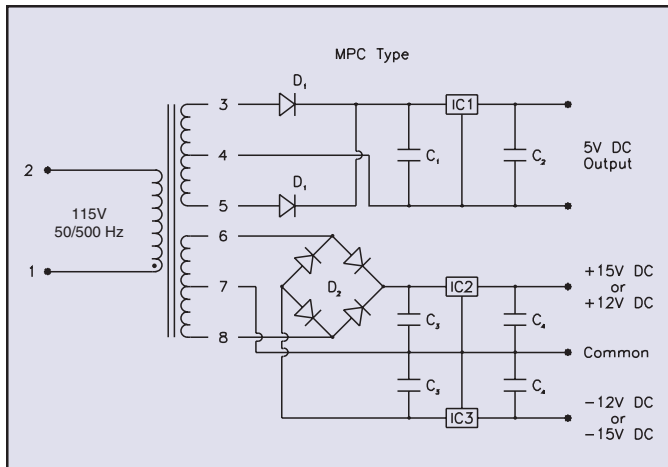 MPC Type
D1
3
IC1
4
C1
C2
5V DC
Output
2
D1
5
115V
50/500 Hz
6
1
7
D2
IC2
+15V DC
or
+12V DC
8
C3
C4
Common
C3
C4
IC3
−12V DC
or
−15V DC